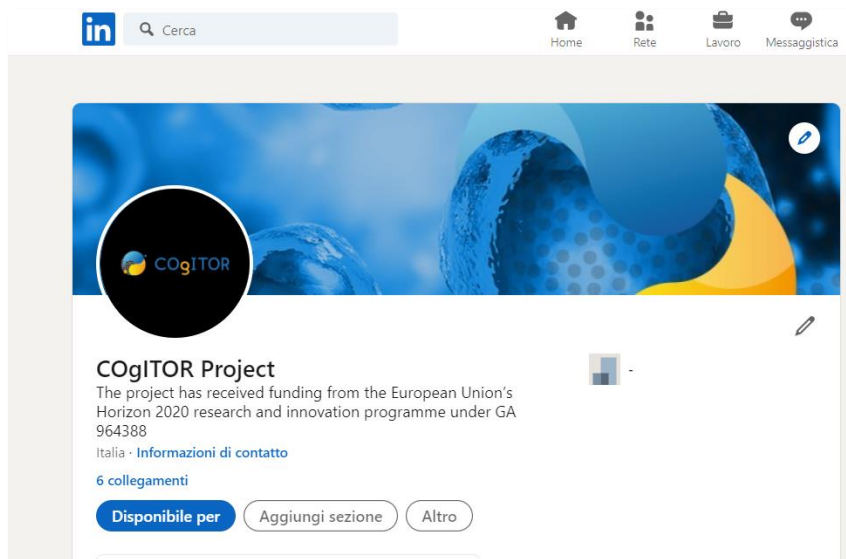 in
Cerca
Home
Rete
Lavoro
Messaggistica
COgITOR
COgITOR Project
The project has received funding from the European Union's
Horizon 2020 research and innovation programme under GA
964388
-
Italia · Informazioni di contatto
6 collegamenti
Disponibile per
Aggiungi sezione
Altro